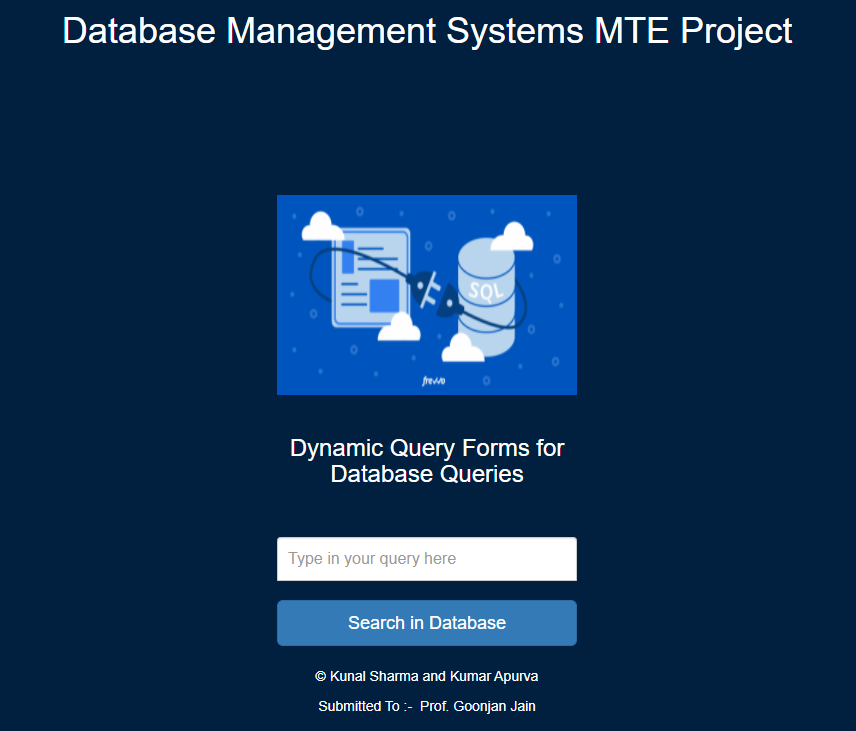 Database Management Systems MTE Project
SQL
frevvo
Dynamic Query Forms for
Database Queries
Type in your query here
Search in Database
© Kunal Sharma and Kumar Apurva
Submitted To :- Prof. Goonjan Jain